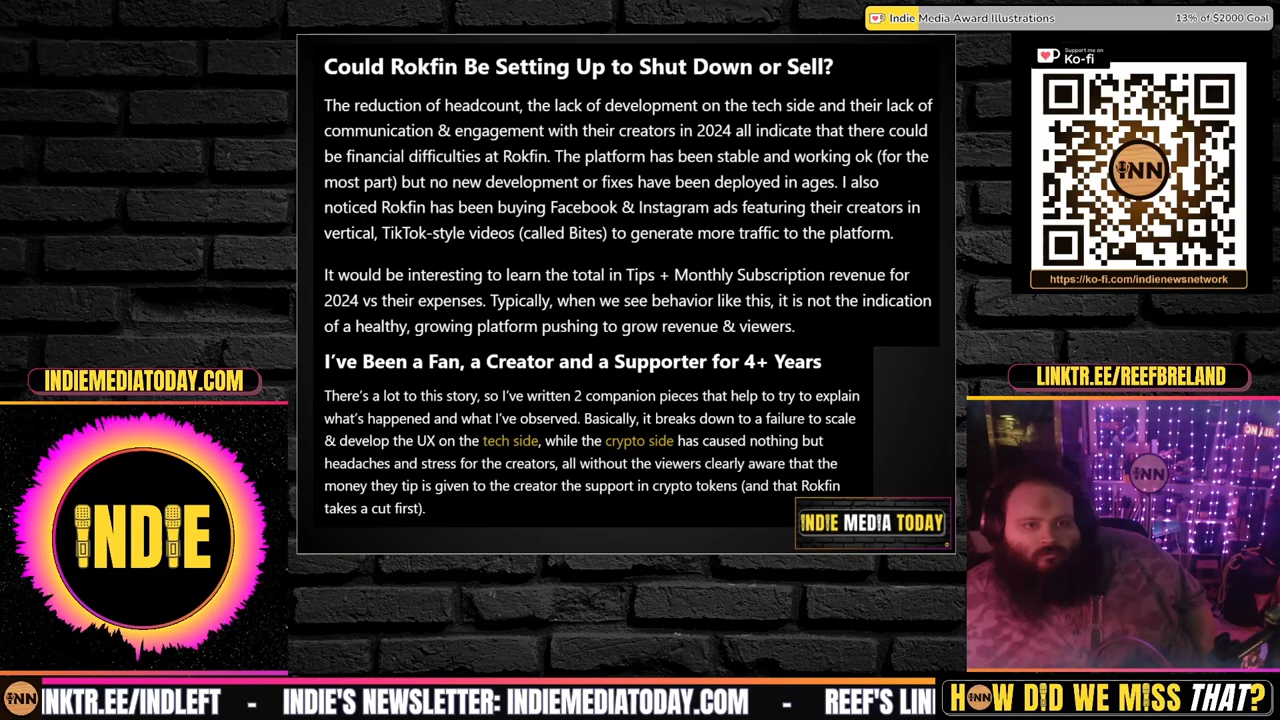 Indie Media Award Illustrations
13% of $2000 Goal
Could Rokfin Be Setting Up to Shut Down or Sell?
The reduction of headcount, the lack of development on the tech side and their lack of
communication & engagement with their creators in 2024 all indicate that there could
be financial difficulties at Rokfin. The platform has been stable and working ok (for the
most part) but no new development or fixes have been deployed in ages. I also
noticed Rokfin has been buying Facebook & Instagram ads featuring their creators in
vertical, TikTok-style videos (called Bites) to generate more traffic to the platform.
It would be interesting to learn the total in Tips + Monthly Subscription revenue for
2024 vs their expenses. Typically, when we see behavior like this, it is not the indication
of a healthy, growing platform pushing to grow revenue & viewers.
I've Been a Fan, a Creator and a Supporter for 4+ Years
There's a lot to this story, so I've written 2 companion pieces that help to try to explain
what's happened and what I've observed. Basically, it breaks down to a failure to scale
& develop the UX on the tech side, while the crypto side has caused nothing but
headaches and stress for the creators, all without the viewers clearly aware that the
money they tip is given to the creator the support in crypto tokens (and that Rokfin
takes a cut first).
INDIE MEDIA TODAY
Support me on
Ko-fi
INN
https://ko-fi.com/indienewsnetwork
INDIEMEDIATODAY.COM
LINKTR.EE/REEFBRELAND
INDIE
ON AIR
INN
INN
INKTR.EE/INDLEFT - INDIE'S NEWSLETTER: INDIEMEDIATODAY.COM - REEF'S LIN
HOW DID WE MISS THAT?
INN